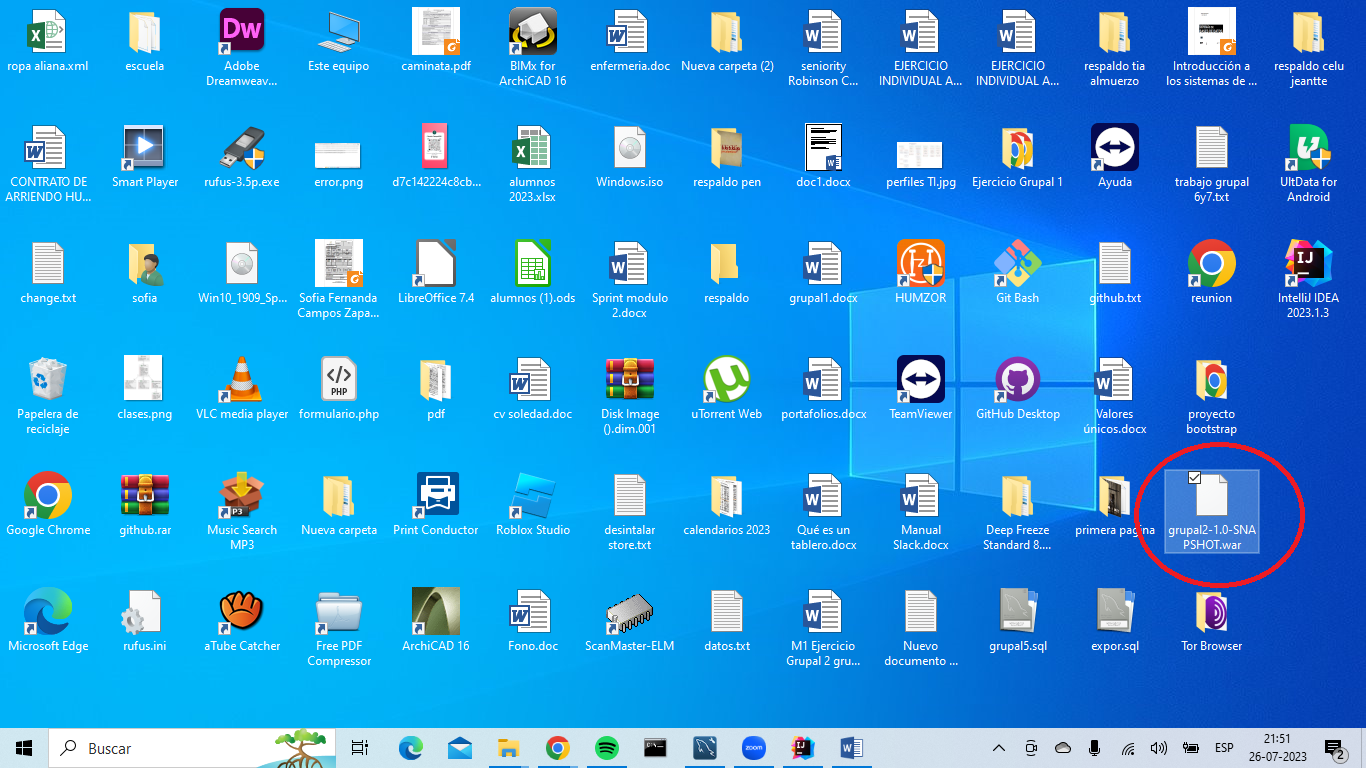 ropa aliana.xml
escuela
Adobe
Dreamweav...
Este equipo
caminata.pdf
BIMx for
ArchiCAD 16
enfermeria.doc
Nueva carpeta (2)
seniority
Robinson C...
EJERCICIO
INDIVIDUAL A...
EJERCICIO
INDIVIDUAL A...
respaldo tia
almuerzo
Introducción a
los sistemas de ...
respaldo celu
jeantte
CONTRATO DE
ARRIENDO HU...
Smart Player
rufus-3.5p.exe
error.png
d7c142224c8cb...
alumnos
2023.xlsx
Windows.iso
respaldo pen
doc1.docx
perfiles TI.jpg
Ejercicio Grupal 1
Ayuda
trabajo grupal
6y7.txt
UltData for
Android
change.txt
sofia
Win10_1909_Sp...
Sofia Fernanda
Campos Zapa...
LibreOffice 7.4
alumnos (1).ods
Sprint modulo
2.docx
respaldo
grupal1.docx
HUMZOR
Git Bash
github.txt
reunion
IntelliJ IDEA
2023.1.3
Papelera de
reciclaje
clases.png
VLC media player
formulario.php
pdf
cv soledad.doc
Disk Image
().dim.001
uTorrent Web
portafolios.docx
TeamViewer
GitHub Desktop
Valores
únicos.docx
proyecto
bootstrap
Google Chrome
github.rar
Music Search
MP3
Nueva carpeta
Print Conductor
Roblox Studio
desintalar
store.txt
calendarios 2023
Qué es un
tablero.docx
Manual
Slack.docx
Deep Freeze
Standard 8....
primera pagina
grupal2-1.0-SNA
PSHOT.war
Microsoft Edge
rufus.ini
aTube Catcher
Free PDF
Compressor
ArchiCAD 16
Fono.doc
ScanMaster-ELM
datos.txt
M1 Ejercicio
Grupal 2 gru...
Nuevo
documento ...
grupal5.sql
expor.sql
Tor Browser
Buscar
ESP
21:51
26-07-2023
2